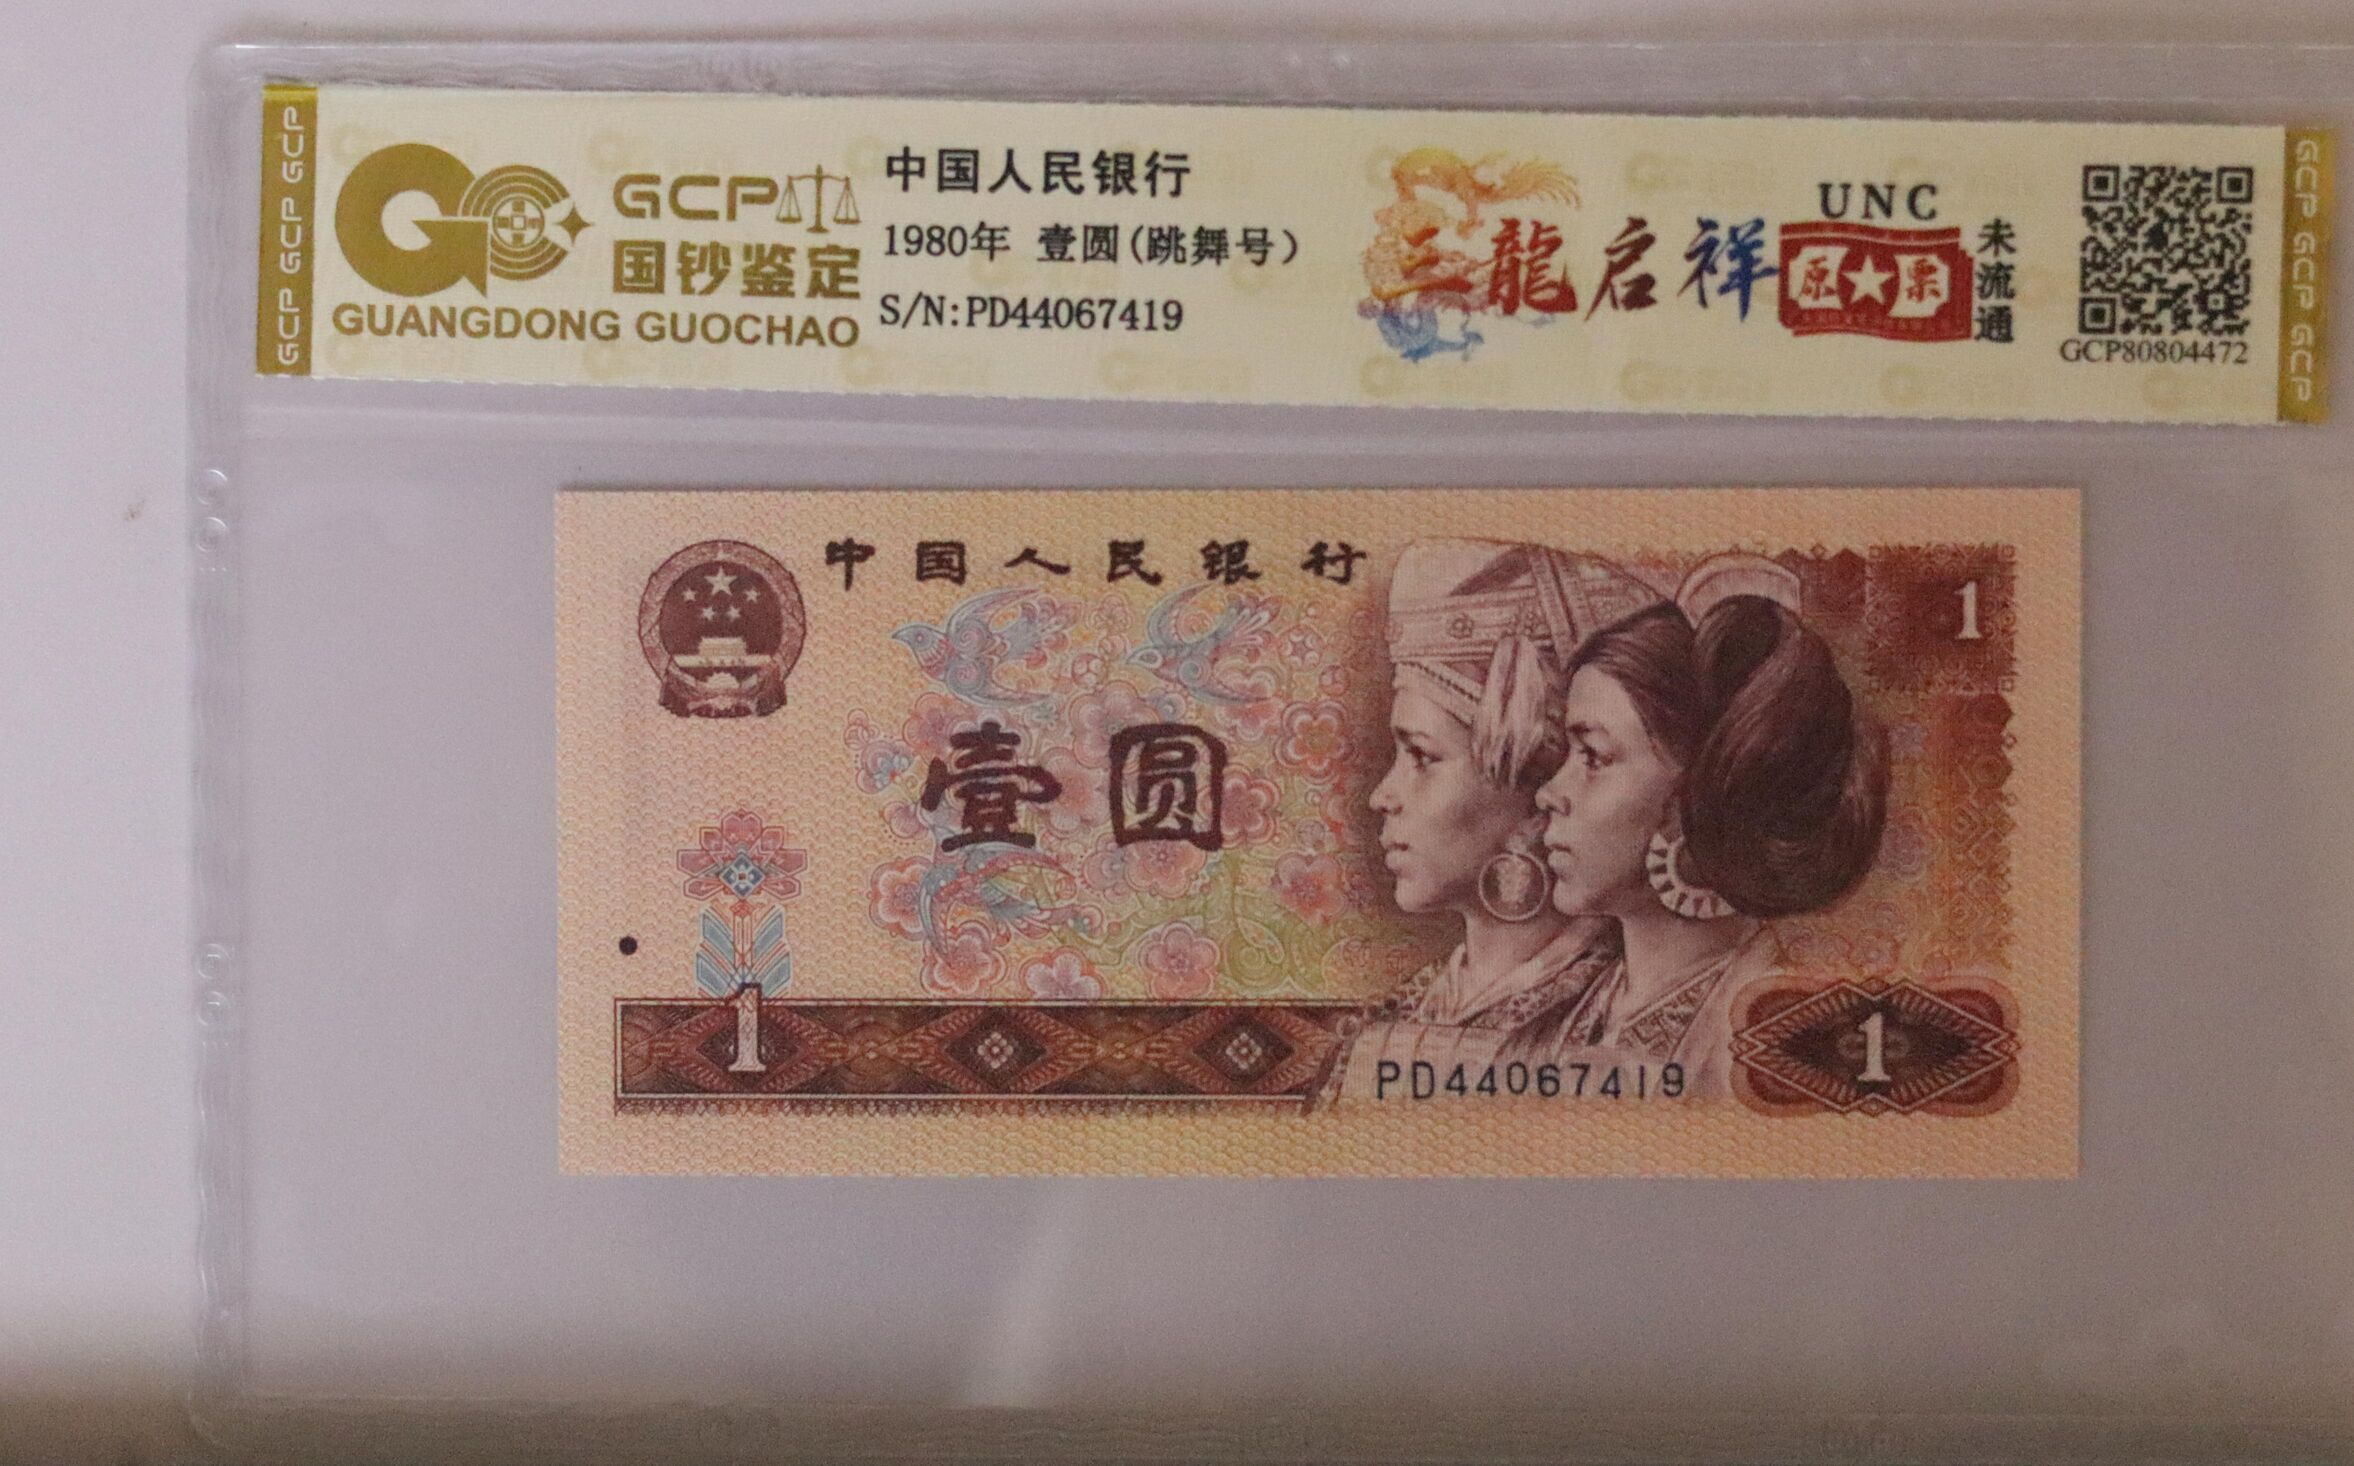 GCP GCP GCP
GCP
国钞鉴定
GUANGDONG GUOCHAO
中国人民银行
1980年 壹圆(跳舞号)
S/N:PD44067419
三龍启祥
UNC
原★票
未流通
GCP80804472
GCP GCP GCP
中国人民银行
1
壹圆
1
PD44067419
1